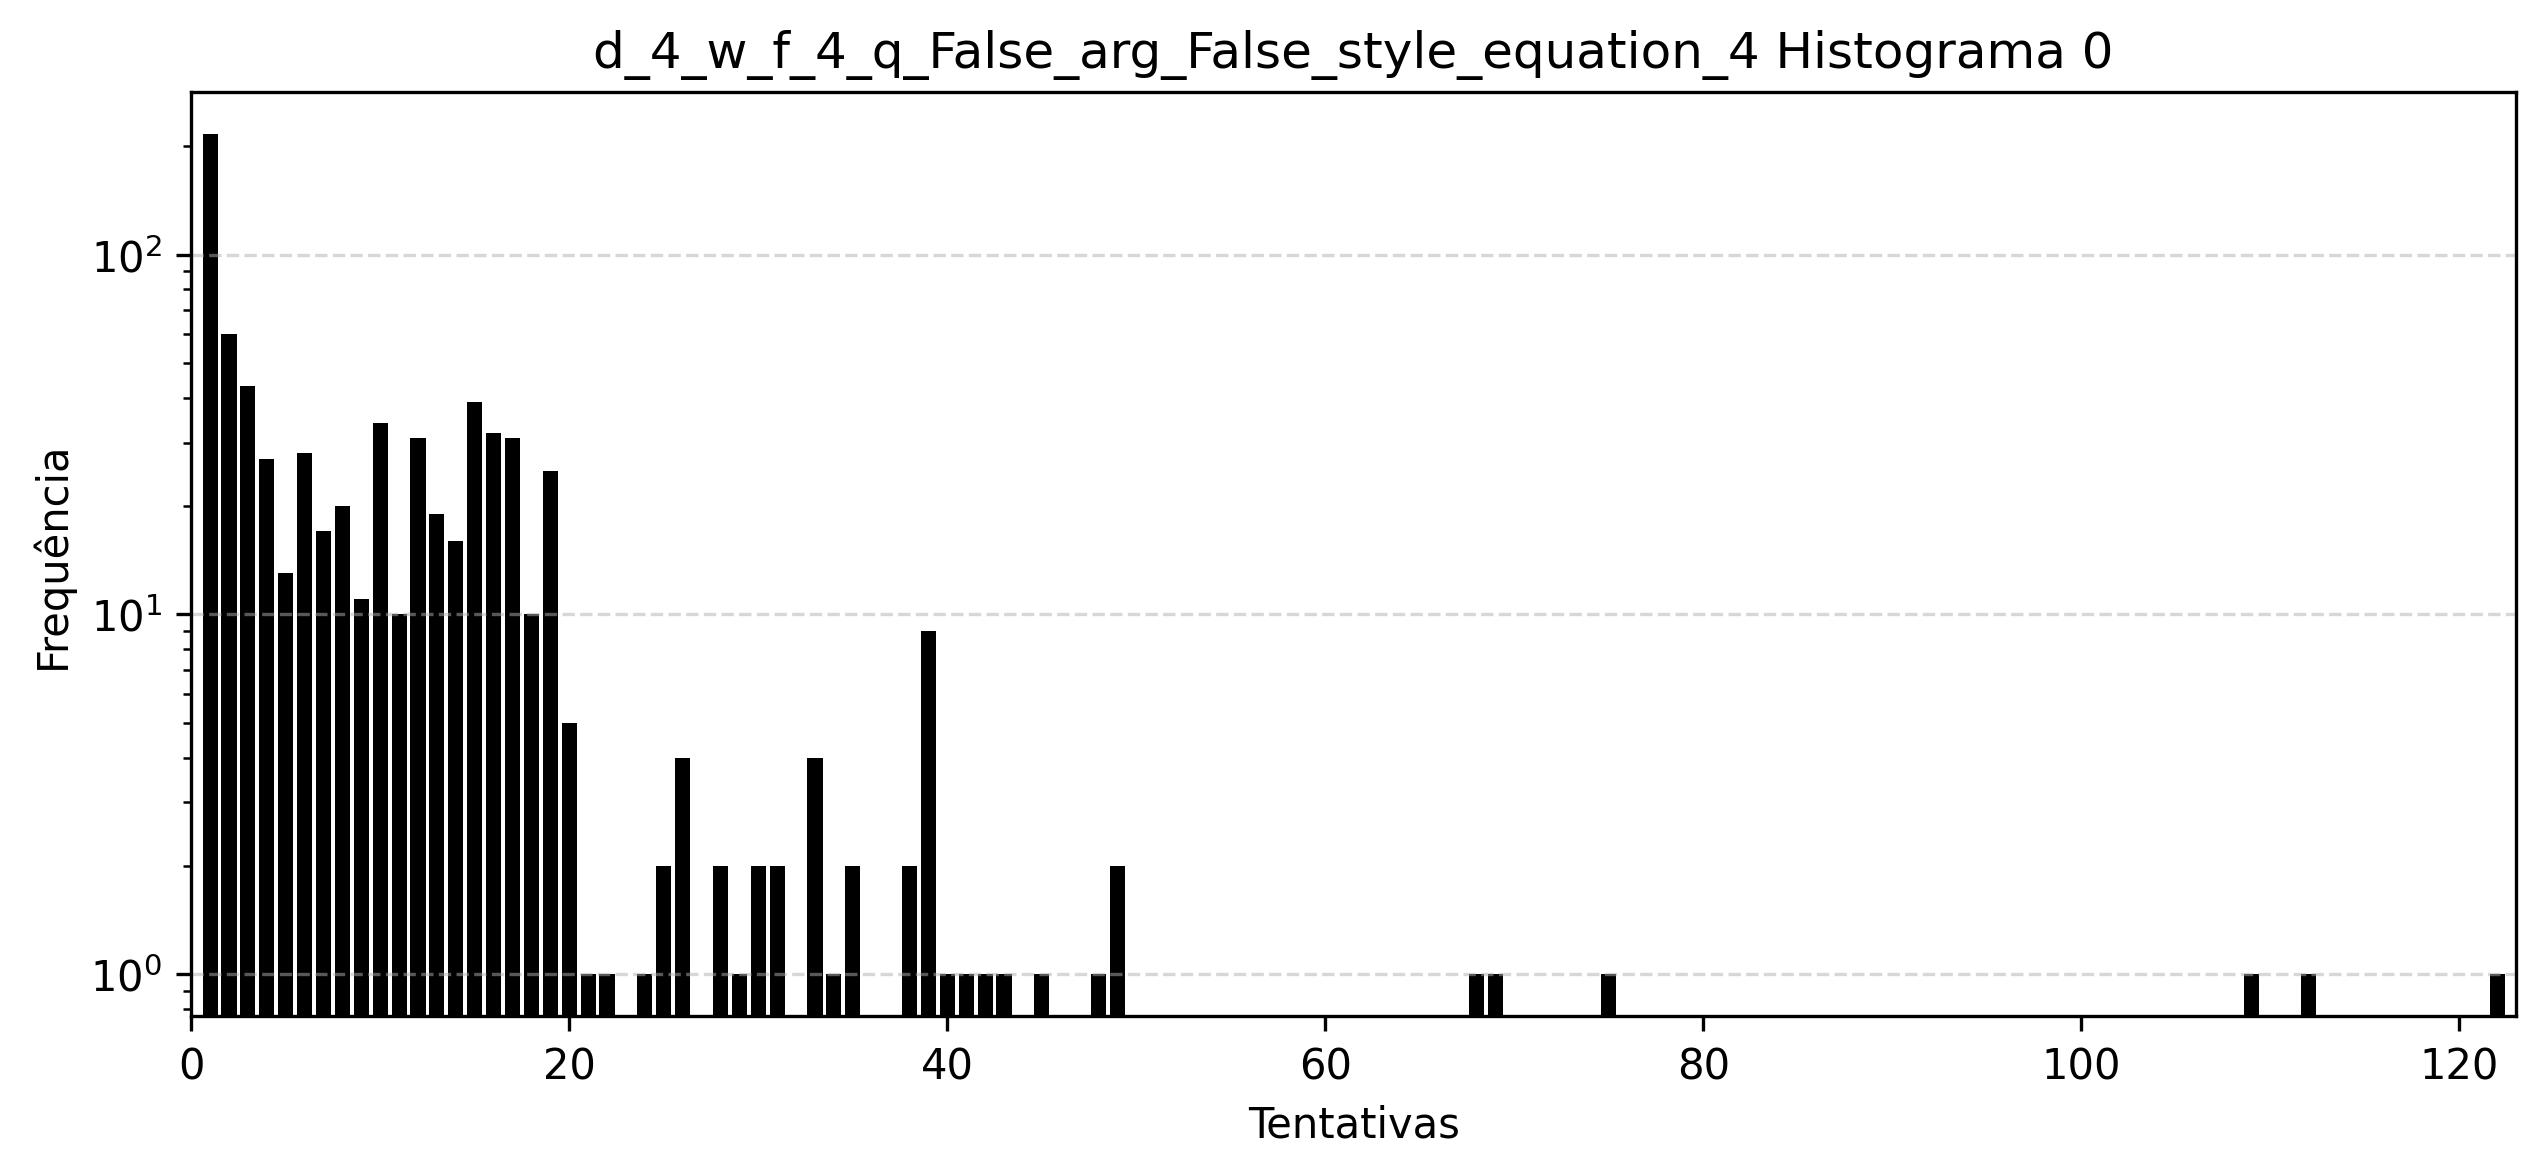 d_4_w_f_4_q_False_arg_False_style_equation_4 Histograma 0
Frequência
10²
10¹
10⁰
0 20 40 60 80 100 120
Tentativas